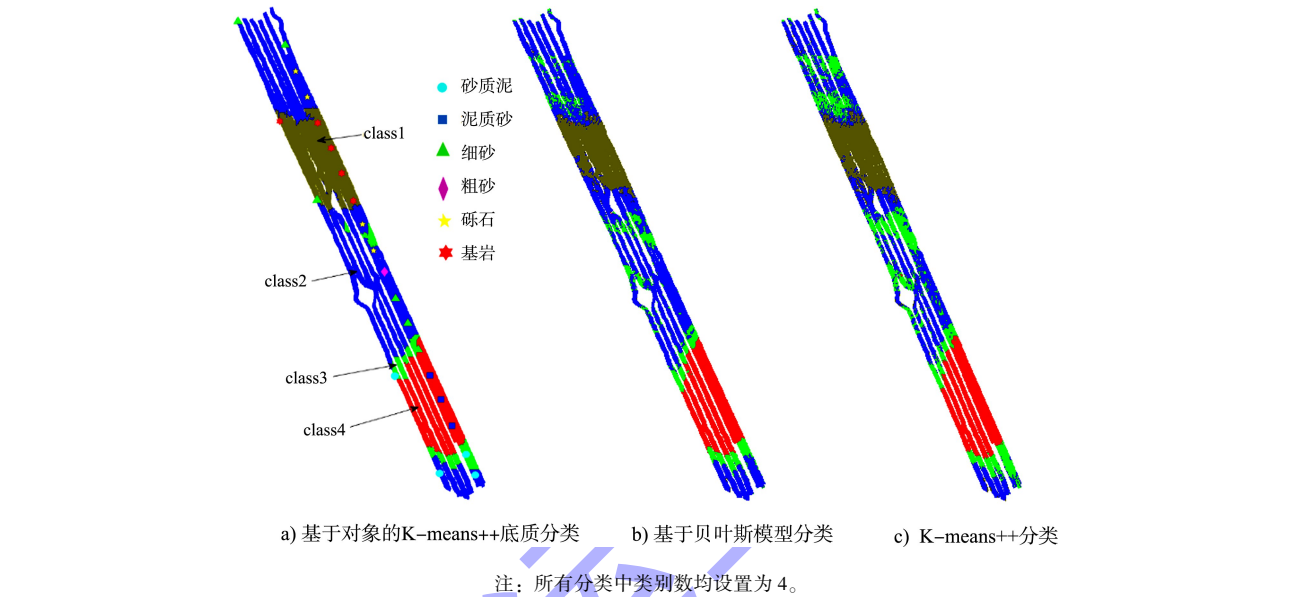 砂质泥
泥质砂
细砂
粗砂
砾石
基岩
class1
class2
class3
class4
a) 基于对象的K-means++底质分类
b) 基于贝叶斯模型分类
c) K-means++分类
注：所有分类中类别数均设置为 4。